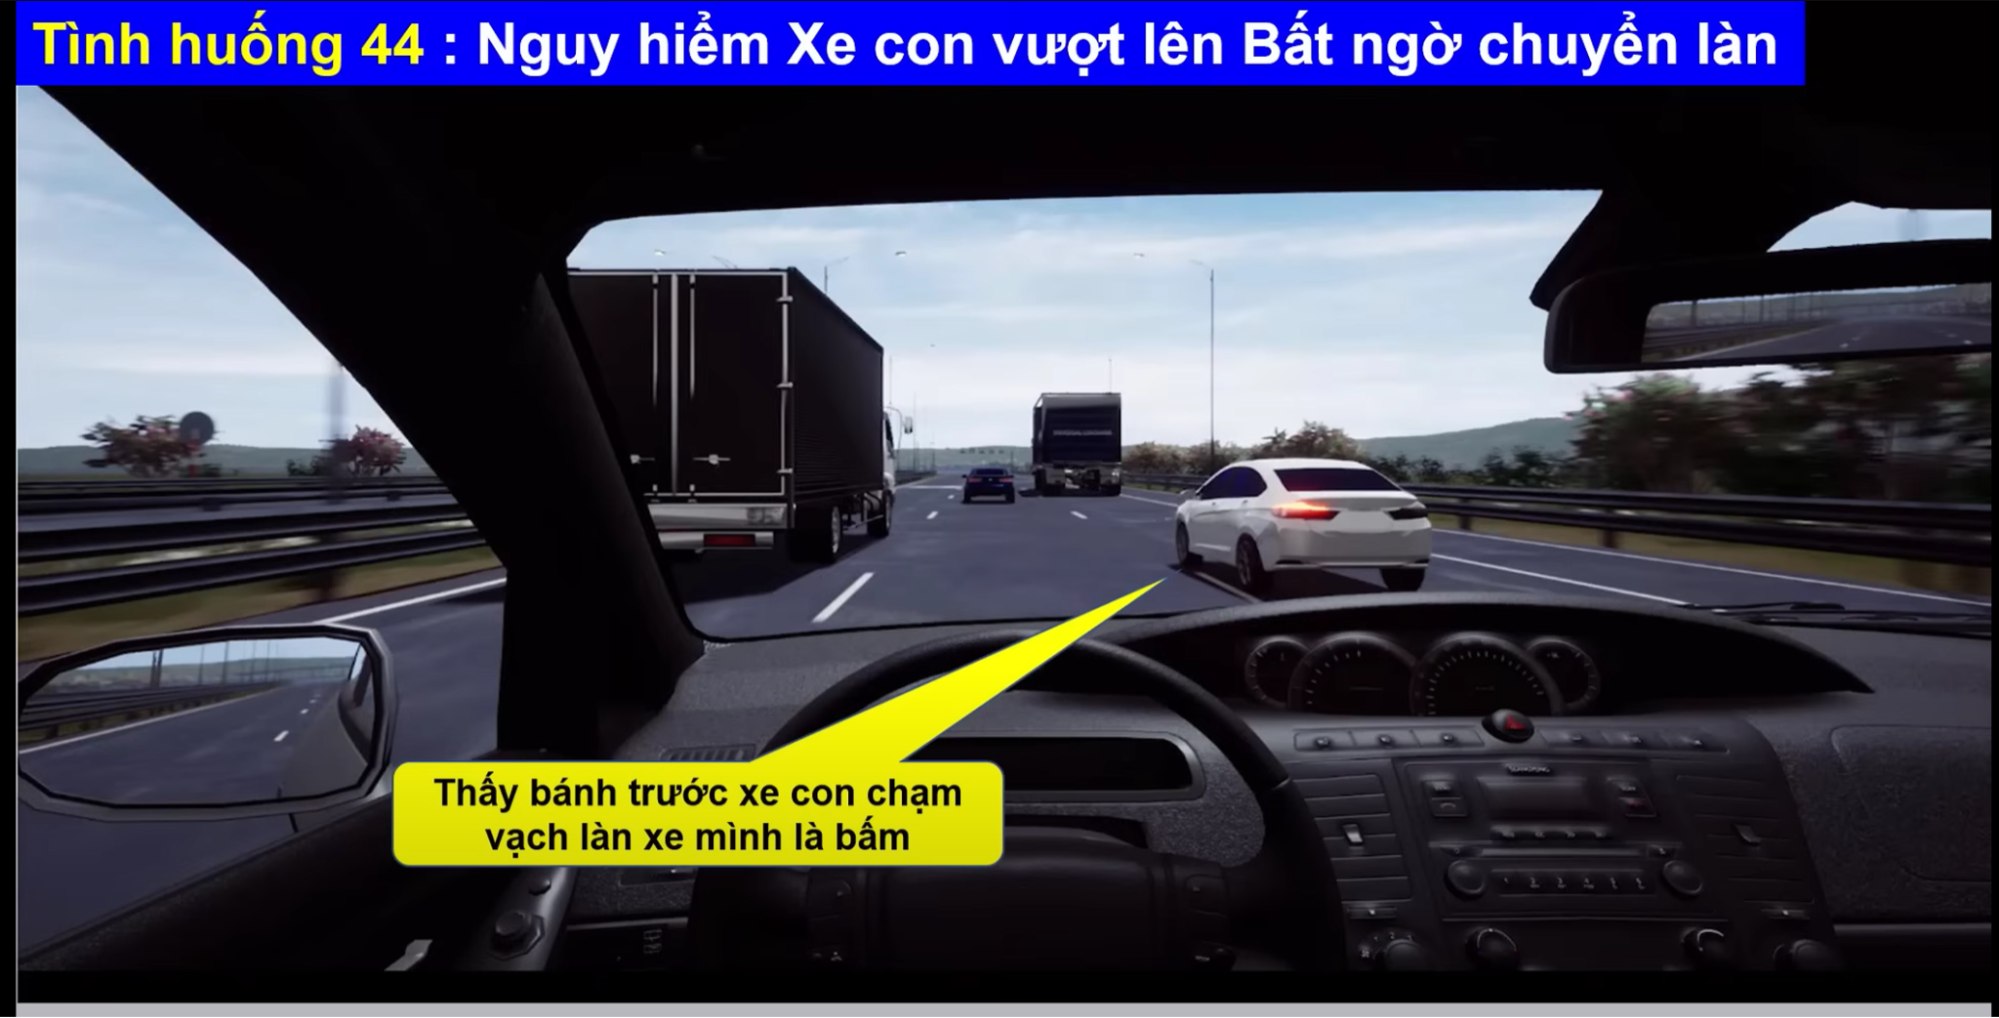 Tình huống 44 : Nguy hiểm Xe con vượt lên Bất ngờ chuyển làn
Thấy bánh trước xe con chạm
vạch làn xe mình là bấm